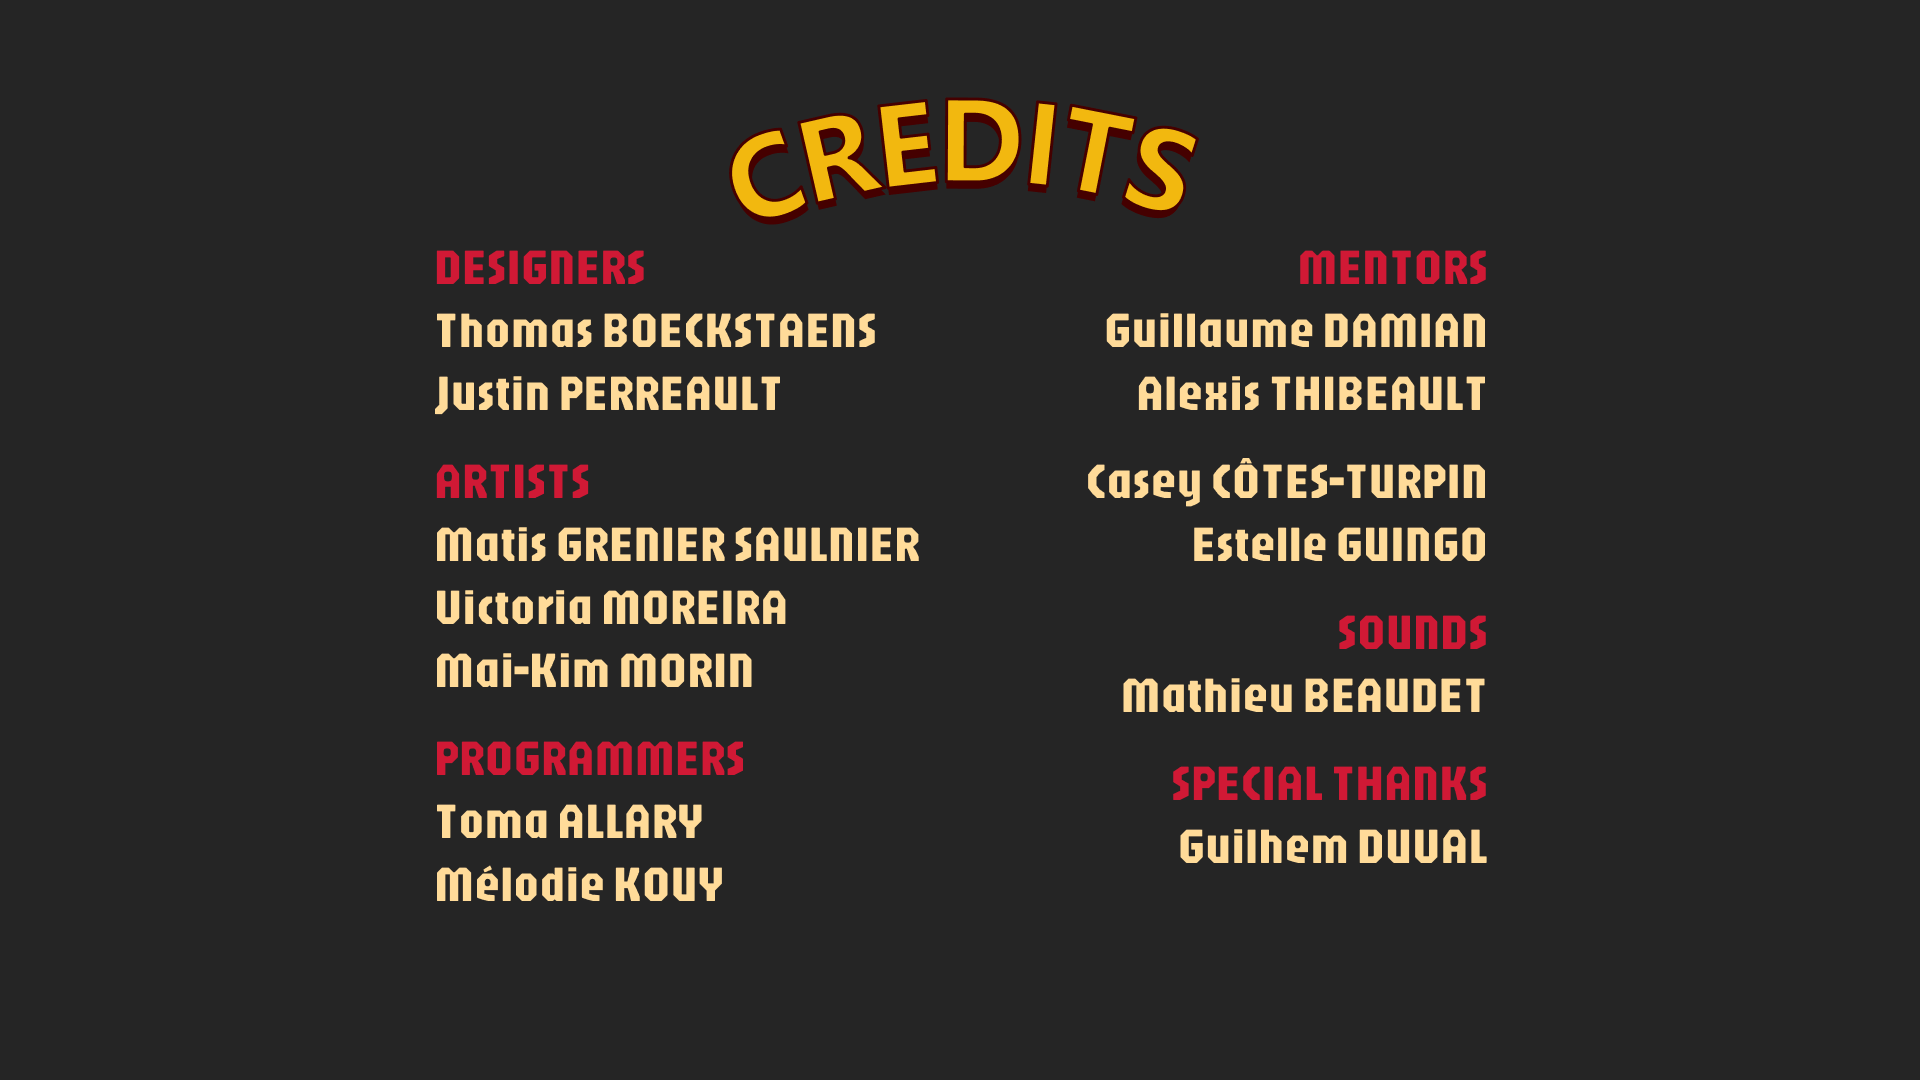 CREDITS
DESIGNERS
Thomas BOECKSTAENS
Justin PERREAULT
ARTISTS
Matis GRENIER SAULNIER
Victoria MOREIRA
Mai-Kim MORIN
PROGRAMMERS
Toma ALLARY
Mélodie KOUY
MENTORS
Guillaume DAMIAN
Alexis THIBEAULT
Casey CÔTES-TURPIN
Estelle GUINGO
SOUNDS
Mathieu BEAUDET
SPECIAL THANKS
Guilhem DUVAL